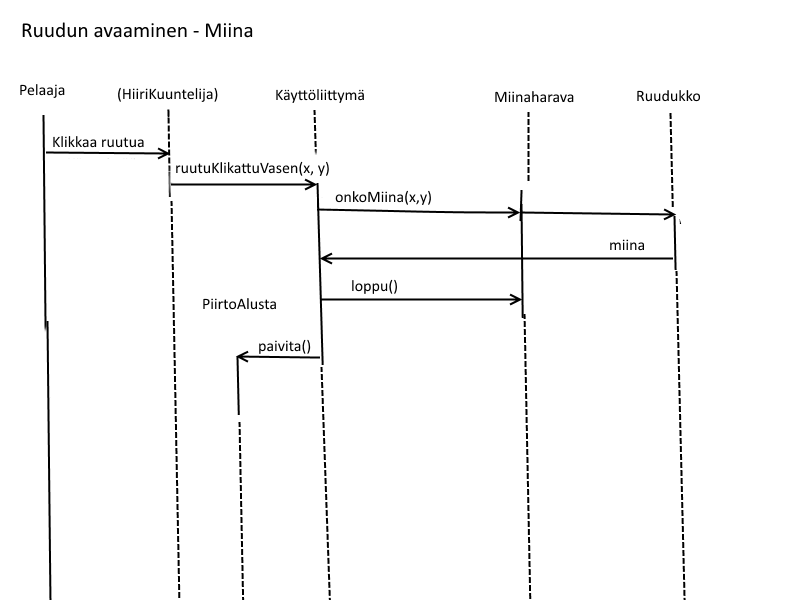 Ruudun avaaminen - Miina
Pelaaja
(HiiriKuuntelija)
Käyttöliittymä
Miinaharava
Ruudukko
Klikkaa ruutua
ruutuKlikattuVasen(x, y)
onkoMiina(x,y)
miina
loppu()
PiirtoAlusta
paivita()